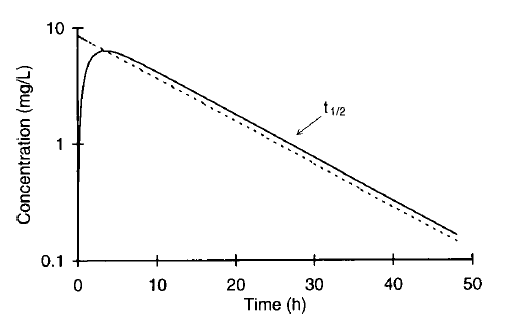 10
1
0.1
Concentration (mg/L)
t1/2
0 10 20 30 40 50
Time (h)